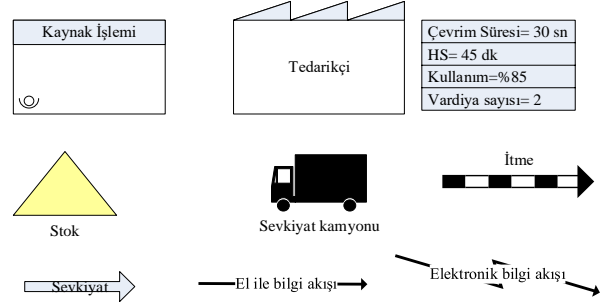 Kaynak İşlemi
Tedarikçi
Çevrim Süresi= 30 sn
HS= 45 dk
Kullanım=%85
Vardiya sayısı= 2
Stok
Sevkiyat kamyonu
İtme
Sevkiyat
El ile bilgi akışı
Elektronik bilgi akışı